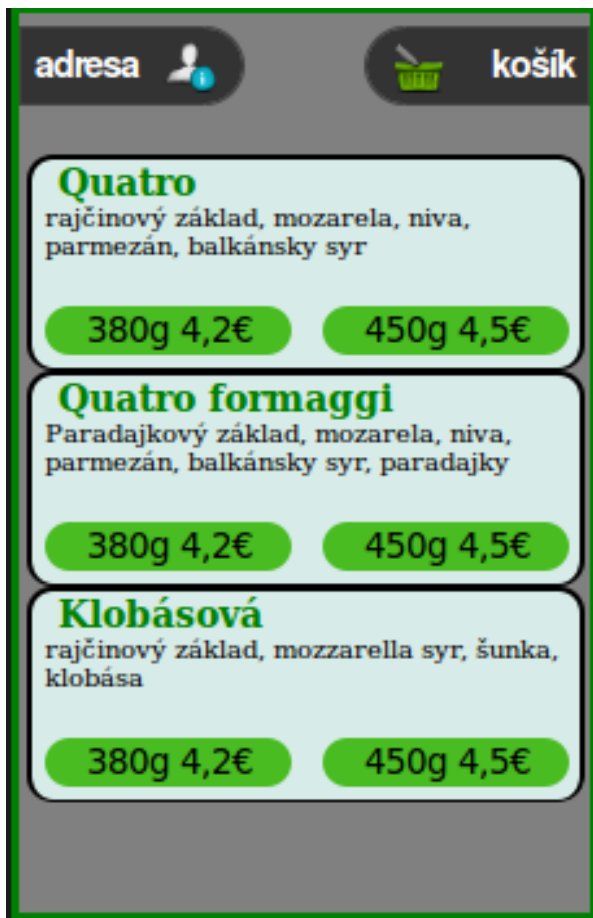 adresa košík
Quatro
rajčinový základ, mozarela, niva,
parmezán, balkánsky syr
380g 4,2€ 450g 4,5€
Quatro formaggi
Paradajkový základ, mozarela, niva,
parmezán, balkánsky syr, paradajky
380g 4,2€ 450g 4,5€
Klobásová
rajčinový základ, mozzarella syr, šunka,
klobása
380g 4,2€ 450g 4,5€